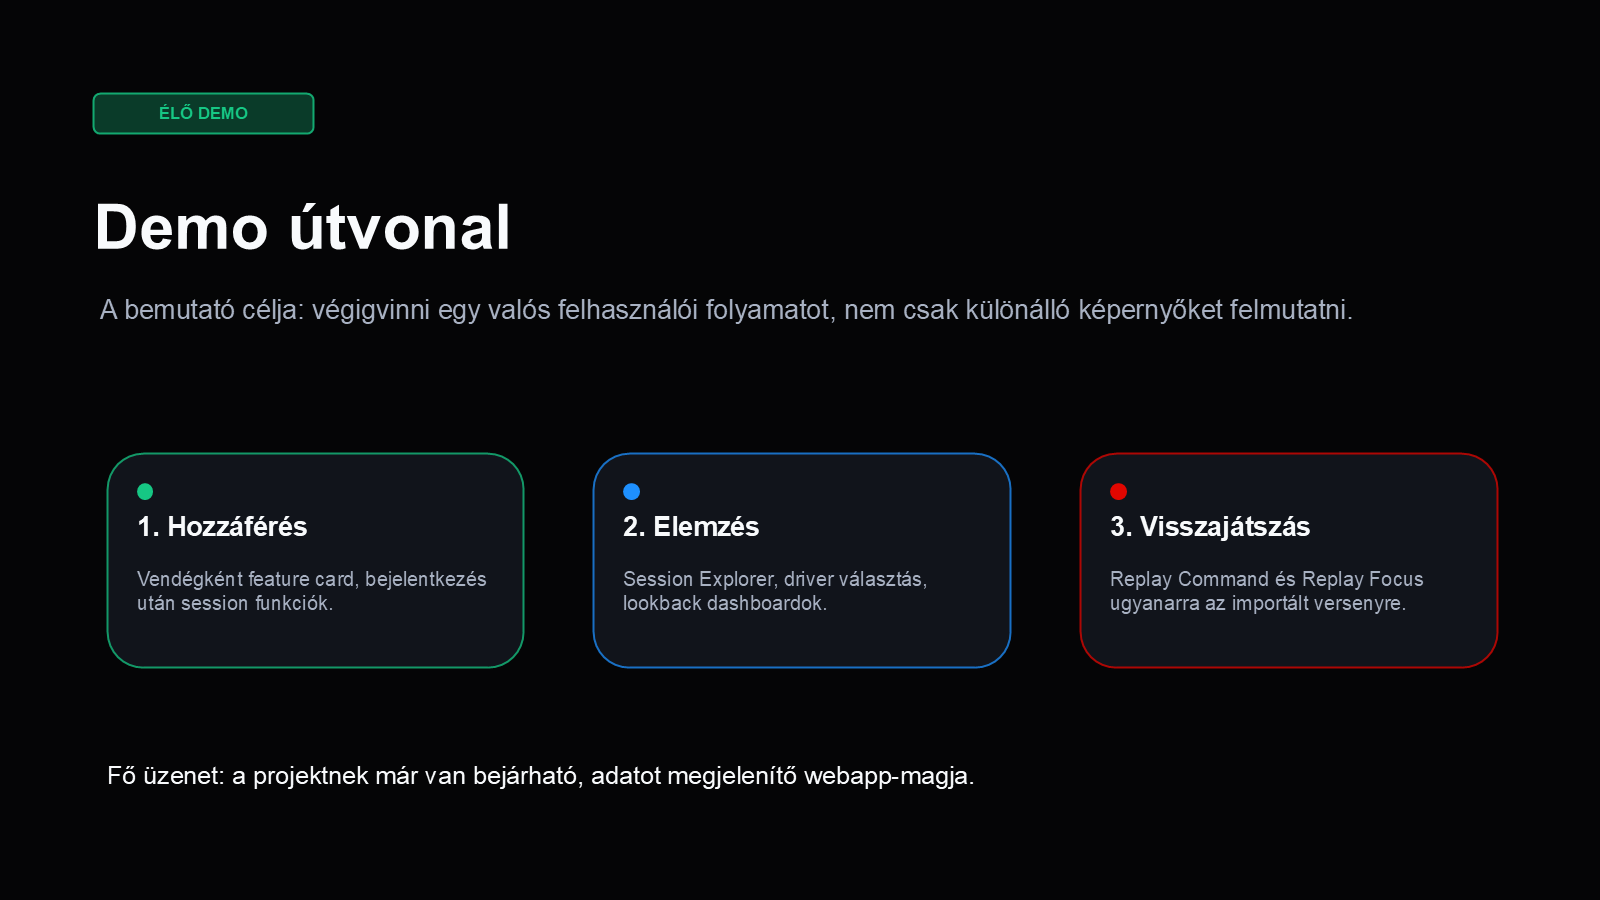 ÉLŐ DEMO
Demo útvonal
A bemutató célja: végigvinni egy valós felhasználói folyamatot, nem csak különálló képernyőket felmutatni.
1. Hozzáférés
Vendégként feature card, bejelentkezés
után session funkciók.
2. Elemzés
Session Explorer, driver választás,
lookback dashboardok.
3. Visszajátszás
Replay Command és Replay Focus
ugyanarra az importált versenyre.
Fő üzenet: a projektnek már van bejárható, adatot megjelenítő webapp-magja.